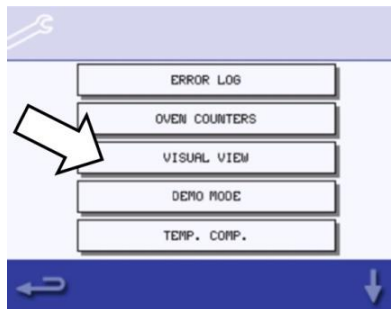 ERROR LOG
OVEN COUNTERS
VISUAL VIEW
DEMO MODE
TEMP. COMP.